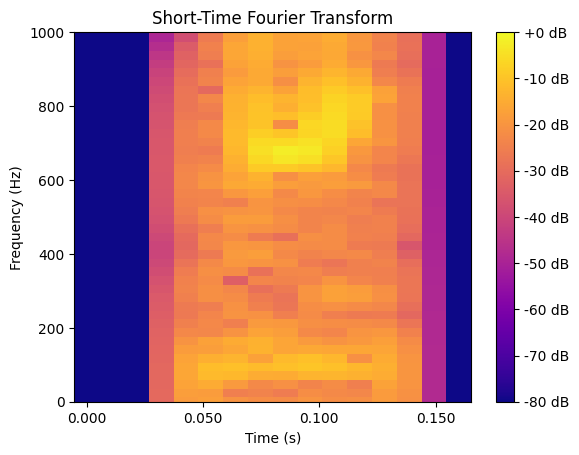 Short-Time Fourier Transform
1000
800
600
400
200
0
Frequency (Hz)
0.000
0.050
0.100
0.150
Time (s)
+0 dB
-10 dB
-20 dB
-30 dB
-40 dB
-50 dB
-60 dB
-70 dB
-80 dB